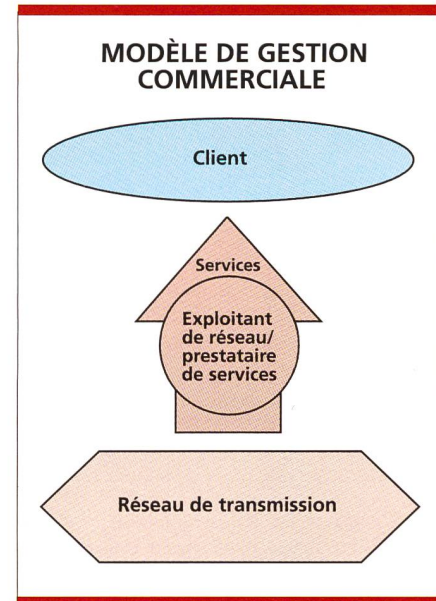 MODÈLE DE GESTION
COMMERCIALE
Client
Services
Exploitant
de réseau/
prestataire
de services
Réseau de transmission